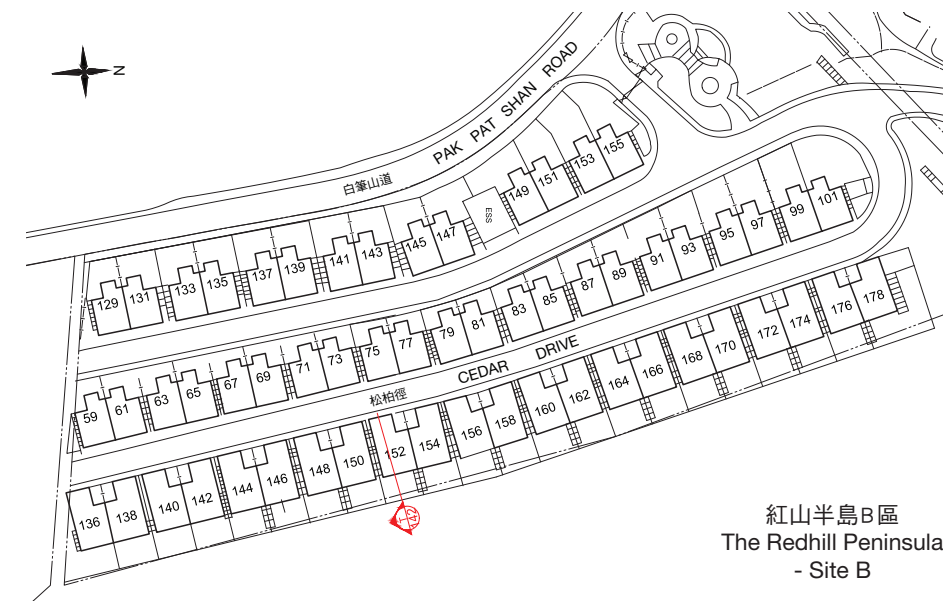 N
PAK PAT SHAN ROAD
白筆山道
149 151 153 155
ESS
129 131 133 135 137 139 141 143 145 147
59 61 63 65 67 69 71 73 75 77 79 81 83 85 87 89 91 93 95 97 99 101
松柏徑 CEDAR DRIVE
136 138 140 142 144 146 148 150 152 154 156 158 160 162 164 166 168 170 172 174 176 178
紅山半島B區
The Redhill Peninsula
- Site B